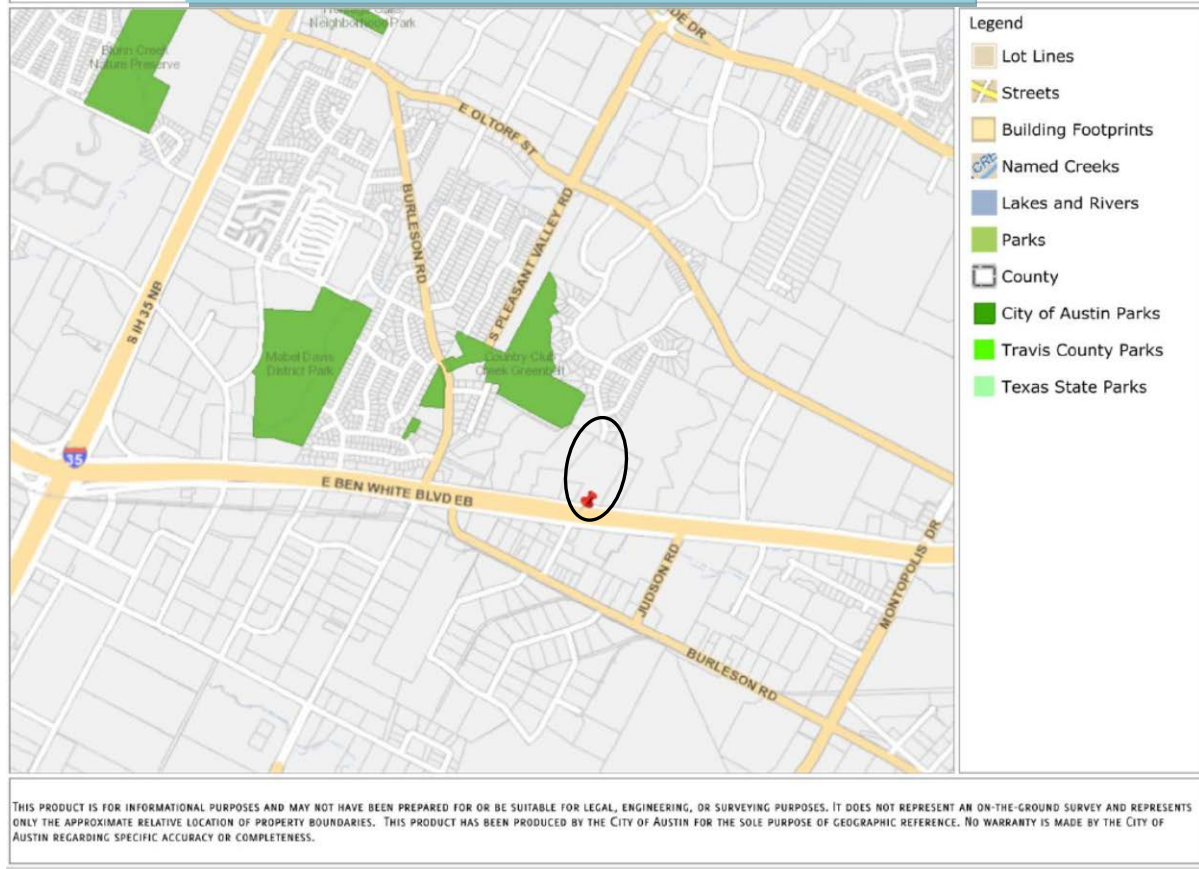 Neighborhood Park
Blunn Creek
Nature Preserve
DE DR
E OLTORF ST
BURLESON RD
S PLEASANT VALLEY RD
S IH 35 NB
Mabel Davis
District Park
Country Club
Creek Greenbelt
35
E BEN WHITE BLVD EB
JUDSON RD
MONTOPOLIS DR
BURLESON RD
Legend
Lot Lines
Streets
Building Footprints
CRE
Named Creeks
Lakes and Rivers
Parks
County
City of Austin Parks
Travis County Parks
Texas State Parks
THIS PRODUCT IS FOR INFORMATIONAL PURPOSES AND MAY NOT HAVE BEEN PREPARED FOR OR BE SUITABLE FOR LEGAL, ENGINEERING, OR SURVEYING PURPOSES. IT DOES NOT REPRESENT AN ON-THE-GROUND SURVEY AND REPRESENTS
ONLY THE APPROXIMATE RELATIVE LOCATION OF PROPERTY BOUNDARIES. THIS PRODUCT HAS BEEN PRODUCED BY THE CITY OF AUSTIN FOR THE SOLE PURPOSE OF GEOGRAPHIC REFERENCE. NO WARRANTY IS MADE BY THE CITY OF
AUSTIN REGARDING SPECIFIC ACCURACY OR COMPLETENESS.